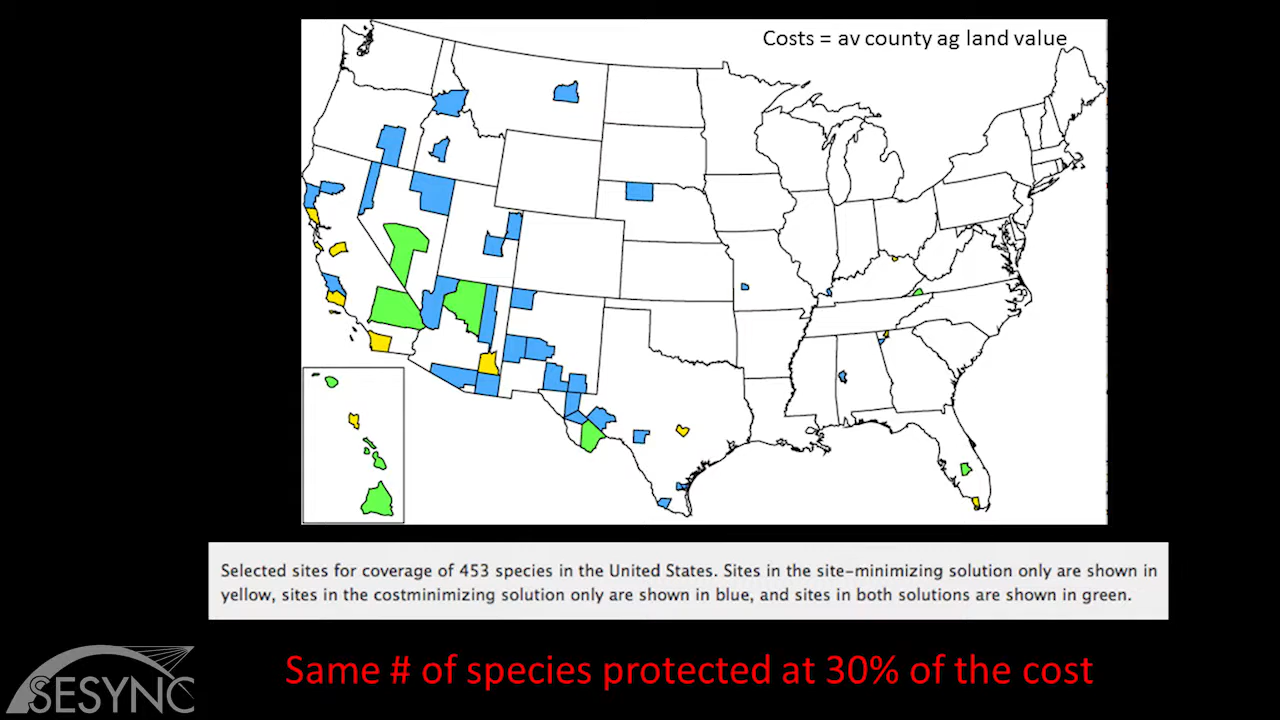 Costs = av county ag land value
Selected sites for coverage of 453 species in the United States. Sites in the site-minimizing solution only are shown in
yellow, sites in the costminimizing solution only are shown in blue, and sites in both solutions are shown in green.
Same # of species protected at 30% of the cost
SESYNC